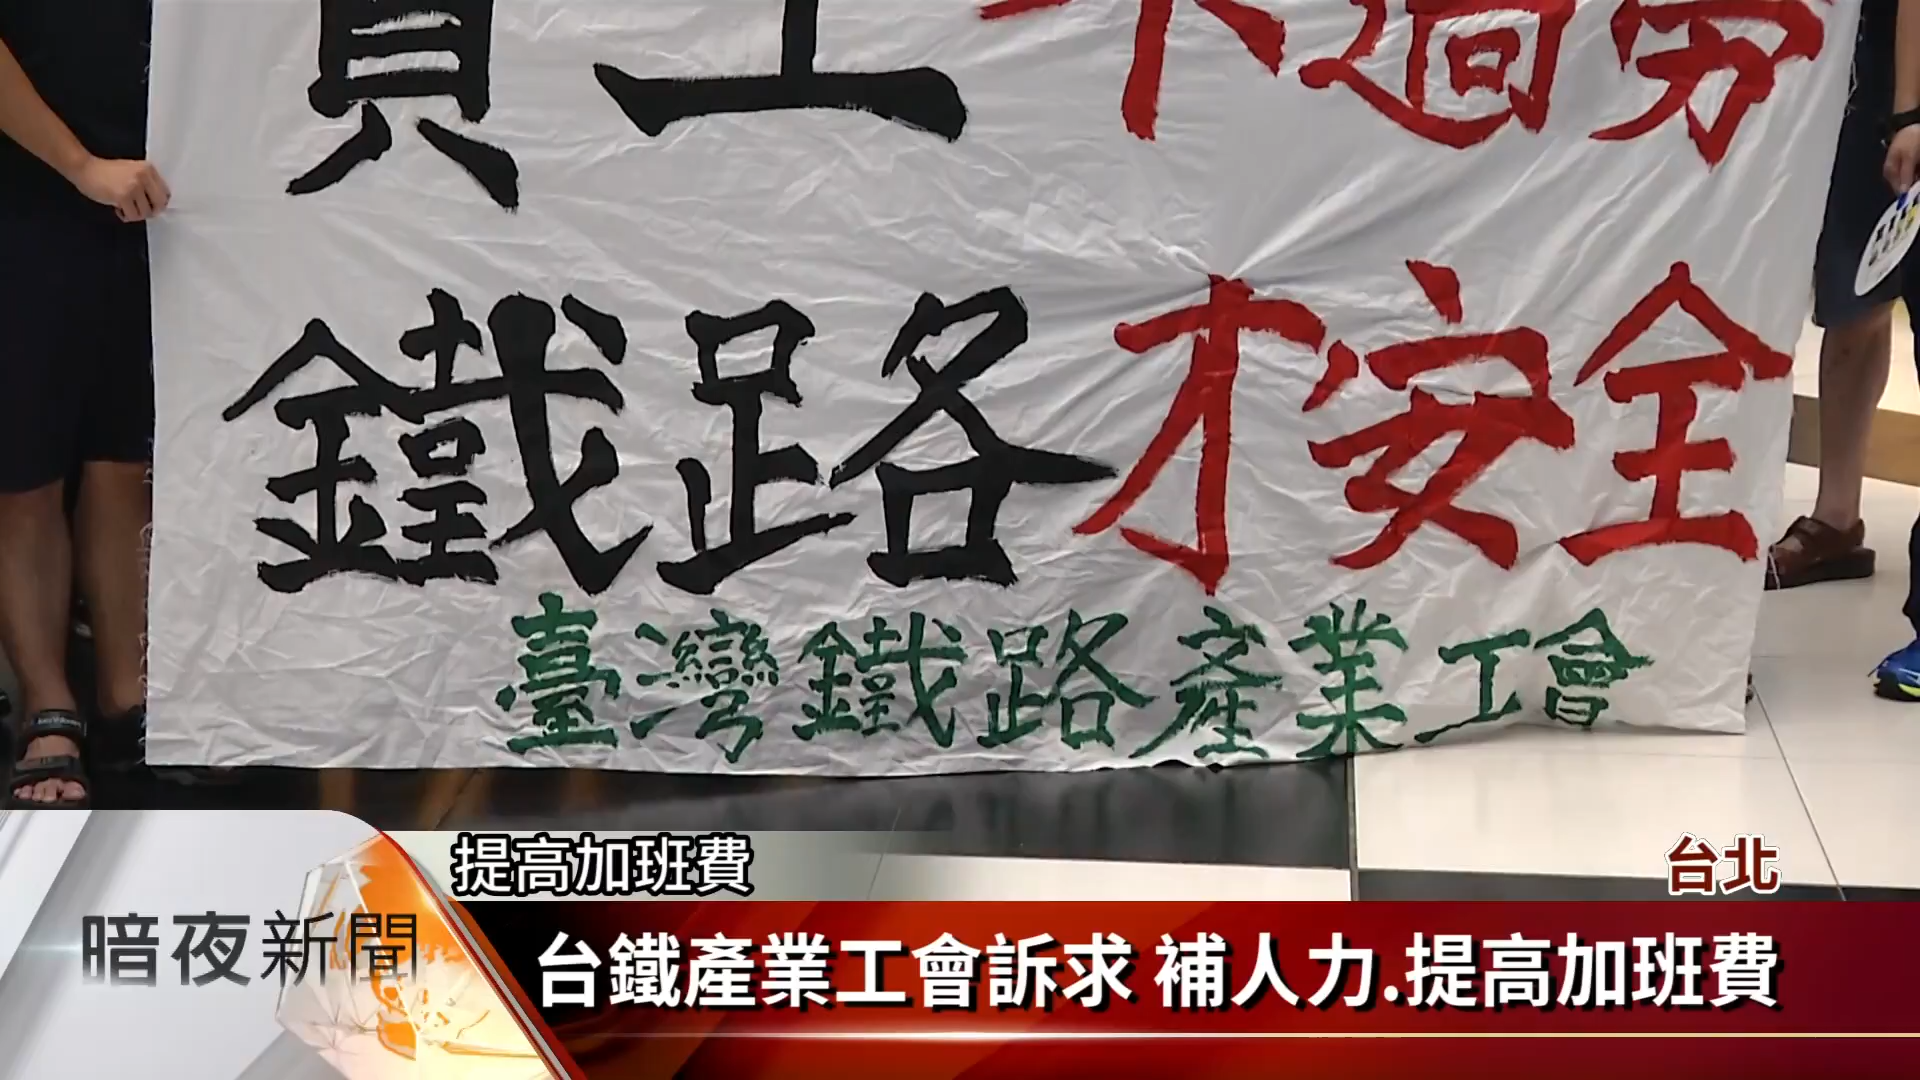 員工不過勞
鐵路才安全
臺灣鐵路產業工會
提高加班費
台北
暗夜新聞
台鐵產業工會訴求 補人力.提高加班費